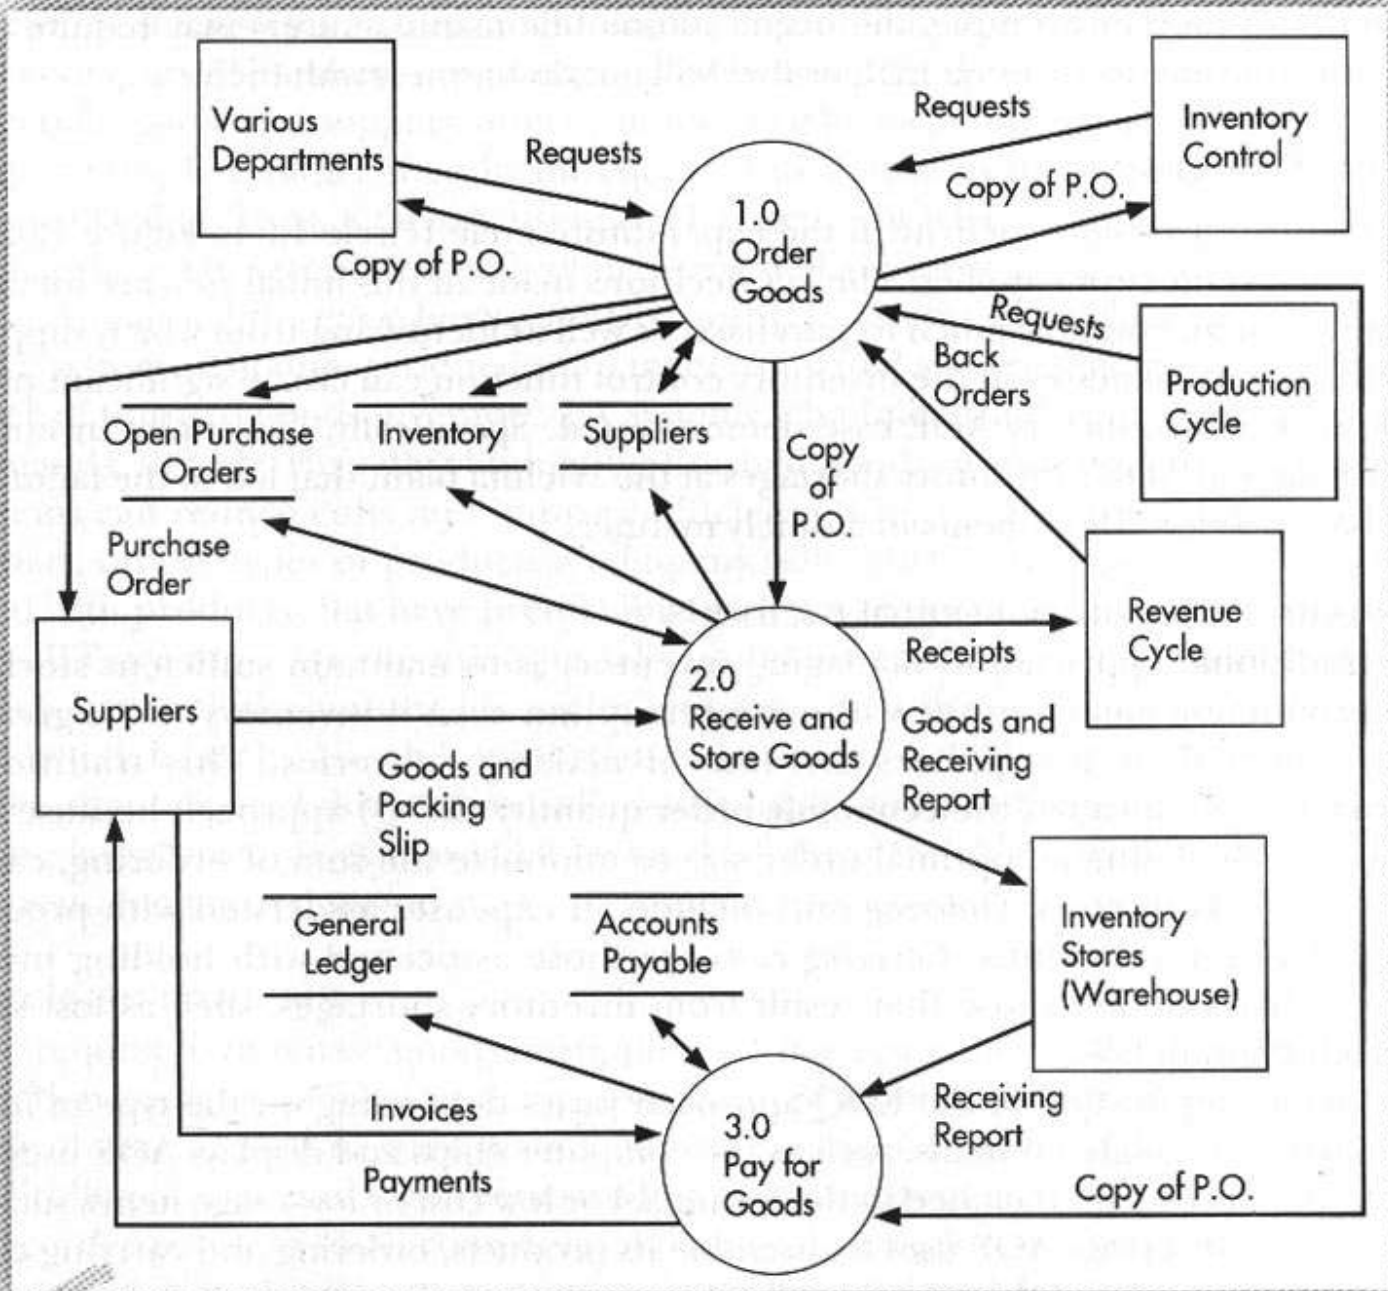 Various
Departments
Requests
Copy of P.O.
1.0
Order
Goods
Requests
Copy of P.O.
Inventory
Control
Requests
Production
Cycle
Back
Orders
Open Purchase
Orders
Inventory
Suppliers
Copy
of
P.O.
Purchase
Order
Revenue
Cycle
Receipts
Suppliers
2.0
Receive and
Store Goods
Goods and
Packing
Slip
Goods and
Receiving
Report
General
Ledger
Accounts
Payable
Inventory
Stores
(Warehouse)
Invoices
Payments
3.0
Pay for
Goods
Receiving
Report
Copy of P.O.